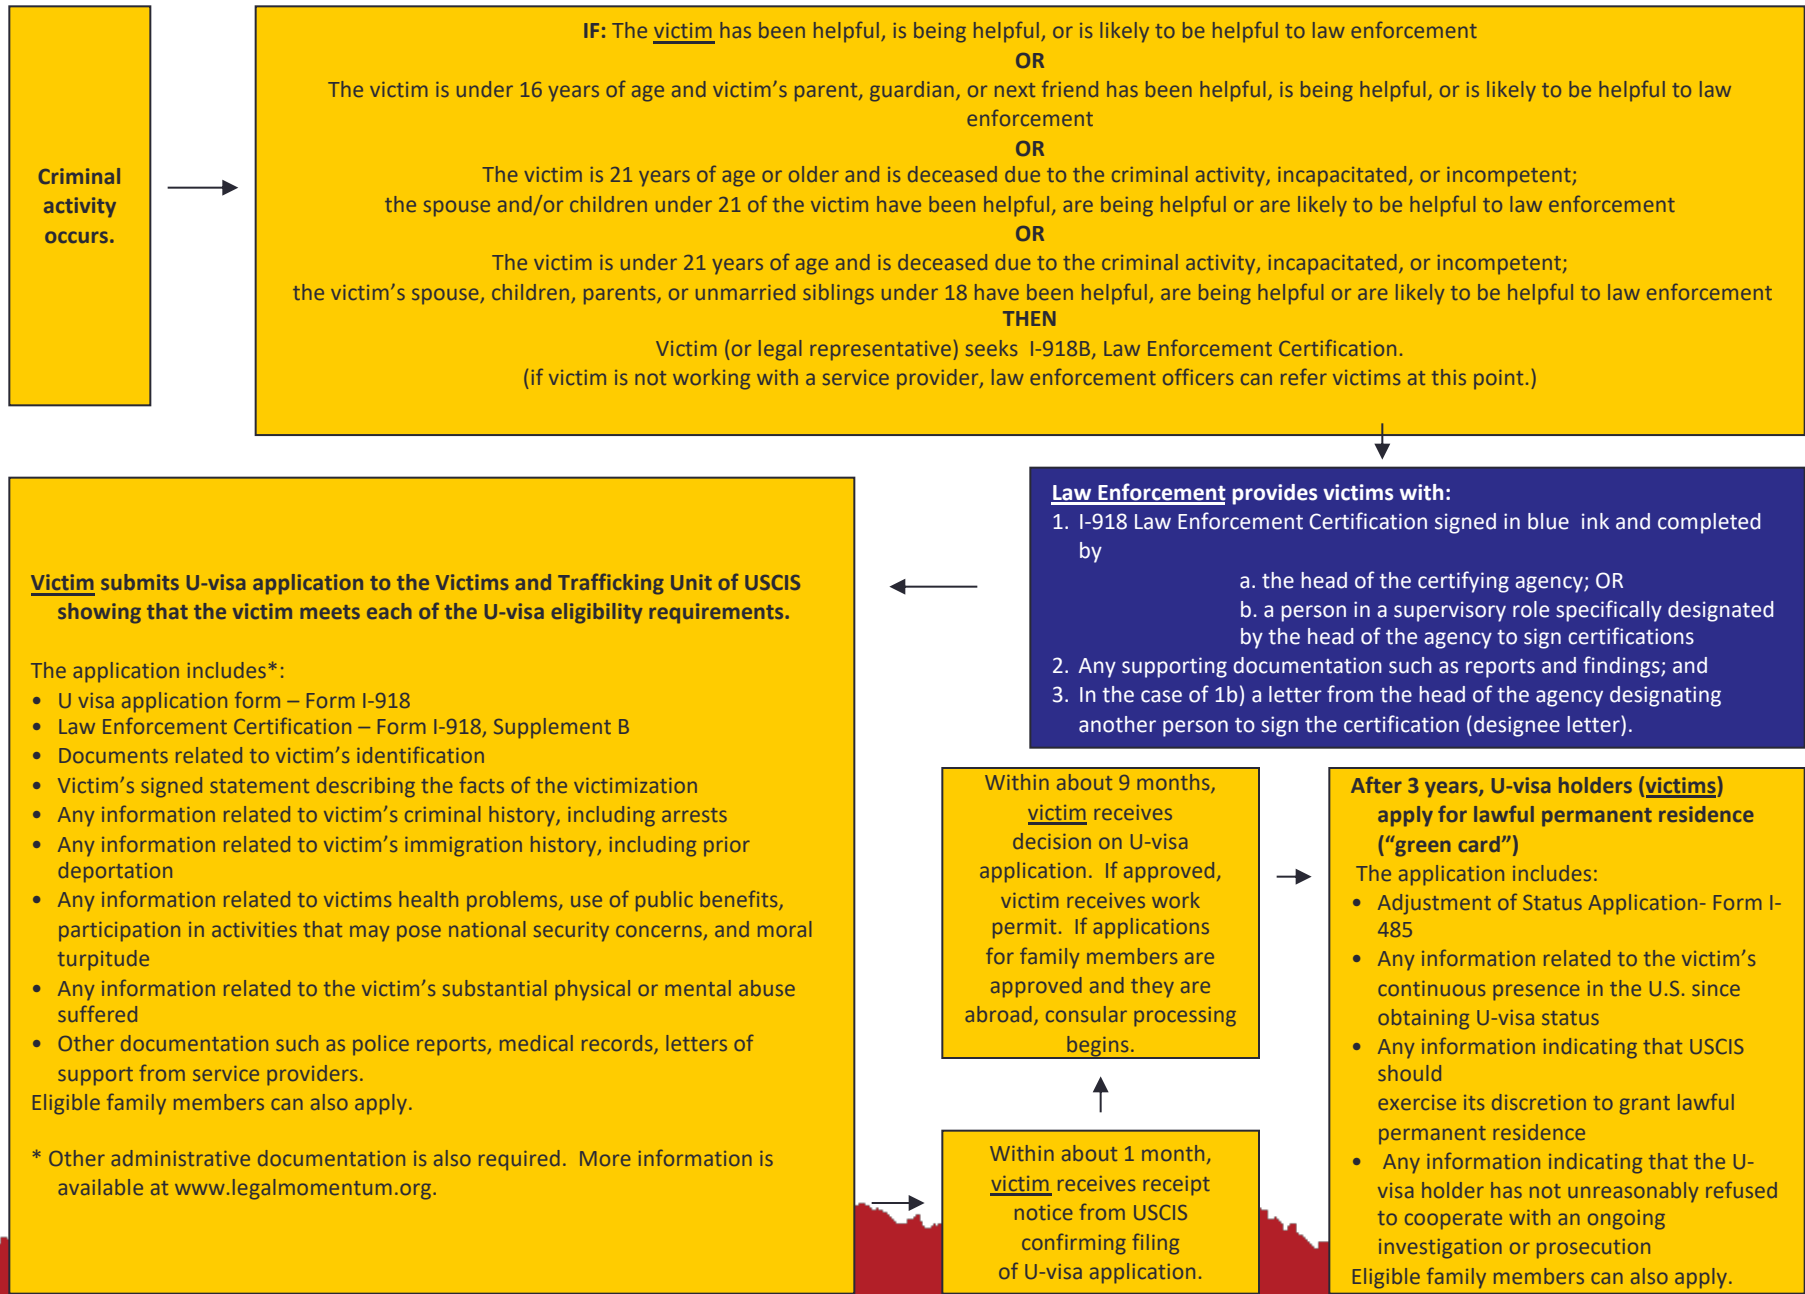 Criminal
activity
occurs.
IF: The victim has been helpful, is being helpful, or is likely to be helpful to law enforcement
OR
The victim is under 16 years of age and victim’s parent, guardian, or next friend has been helpful, is being helpful, or is likely to be helpful to law
enforcement
OR
The victim is 21 years of age or older and is deceased due to the criminal activity, incapacitated, or incompetent;
the spouse and/or children under 21 of the victim have been helpful, are being helpful or are likely to be helpful to law enforcement
OR
The victim is under 21 years of age and is deceased due to the criminal activity, incapacitated, or incompetent;
the victim’s spouse, children, parents, or unmarried siblings under 18 have been helpful, are being helpful or are likely to be helpful to law enforcement
THEN
Victim (or legal representative) seeks I-918B, Law Enforcement Certification.
(if victim is not working with a service provider, law enforcement officers can refer victims at this point.)
Law Enforcement provides victims with:
1. I-918 Law Enforcement Certification signed in blue ink and completed
by
a. the head of the certifying agency; OR
b. a person in a supervisory role specifically designated
by the head of the agency to sign certifications
2. Any supporting documentation such as reports and findings; and
3. In the case of 1b) a letter from the head of the agency designating
another person to sign the certification (designee letter).
Victim submits U-visa application to the Victims and Trafficking Unit of USCIS
showing that the victim meets each of the U-visa eligibility requirements.
The application includes*:
• U visa application form – Form I-918
• Law Enforcement Certification – Form I-918, Supplement B
• Documents related to victim’s identification
• Victim’s signed statement describing the facts of the victimization
• Any information related to victim’s criminal history, including arrests
• Any information related to victim’s immigration history, including prior
deportation
• Any information related to victims health problems, use of public benefits,
participation in activities that may pose national security concerns, and moral
turpitude
• Any information related to the victim’s substantial physical or mental abuse
suffered
• Other documentation such as police reports, medical records, letters of
support from service providers.
Eligible family members can also apply.
* Other administrative documentation is also required. More information is
available at www.legalmomentum.org.
Within about 1 month,
victim receives receipt
notice from USCIS
confirming filing
of U-visa application.
Within about 9 months,
victim receives
decision on U-visa
application. If approved,
victim receives work
permit. If applications
for family members are
approved and they are
abroad, consular processing
begins.
After 3 years, U-visa holders (victims)
apply for lawful permanent residence
(“green card”)
The application includes:
• Adjustment of Status Application- Form I-
485
• Any information related to the victim’s
continuous presence in the U.S. since
obtaining U-visa status
• Any information indicating that USCIS
should
exercise its discretion to grant lawful
permanent residence
• Any information indicating that the U-
visa holder has not unreasonably refused
to cooperate with an ongoing
investigation or prosecution
Eligible family members can also apply.